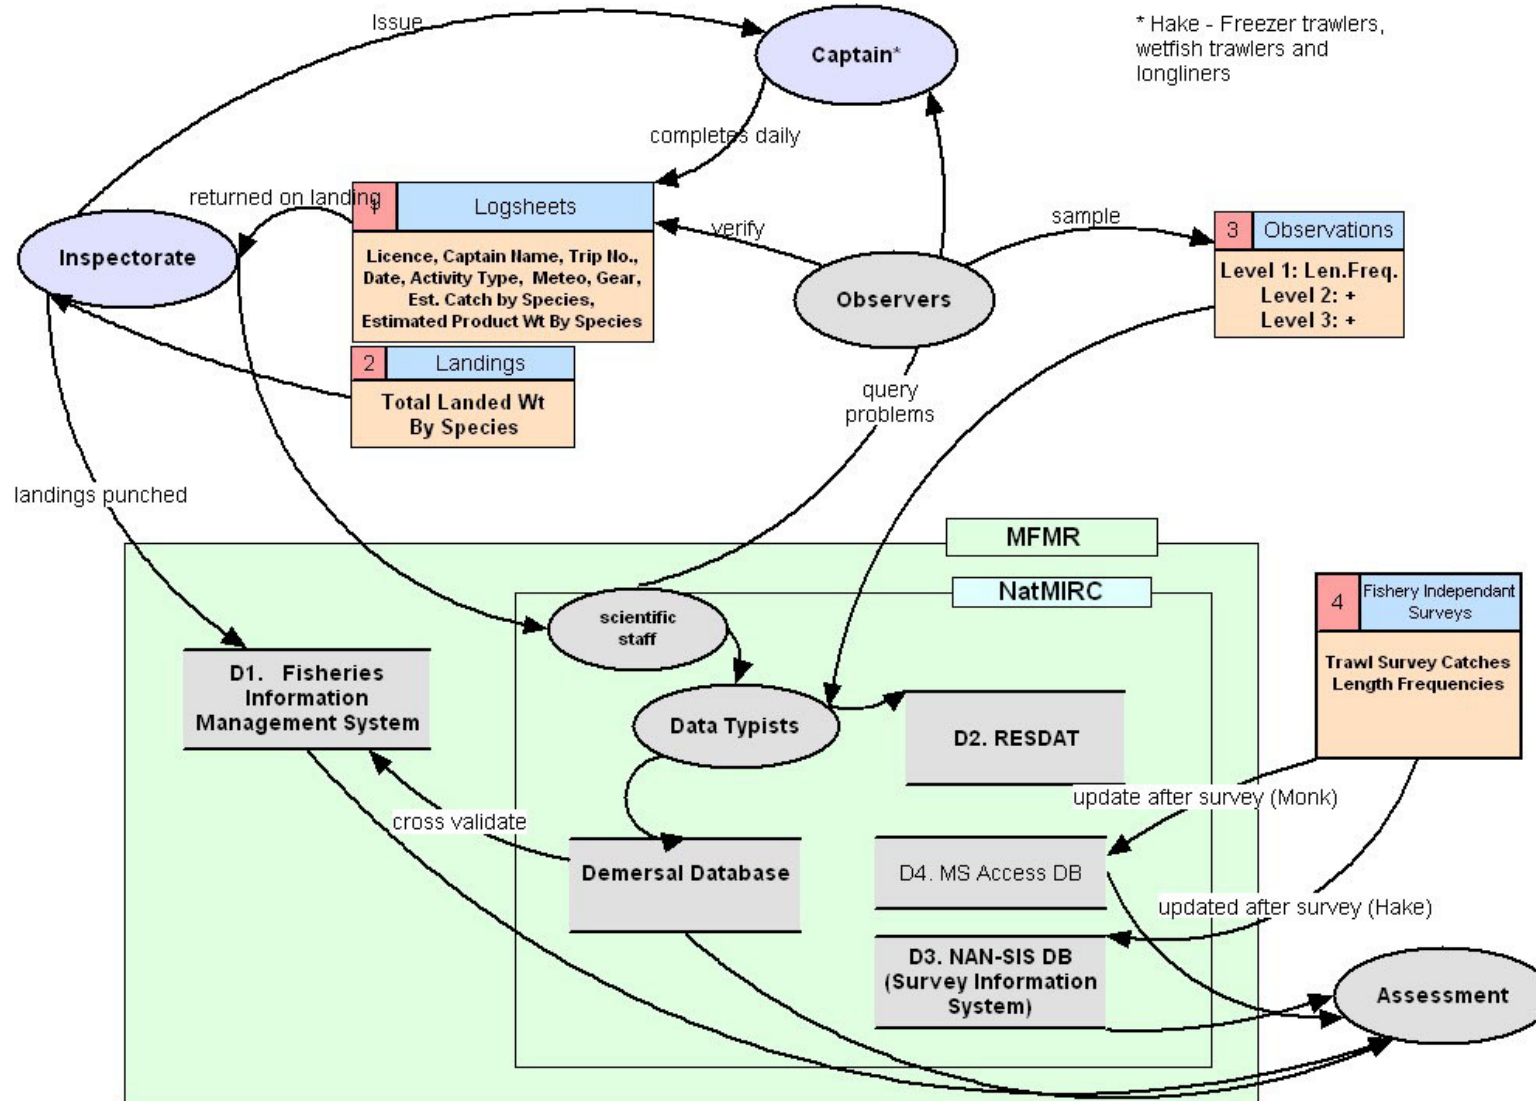 Issue
Captain*
* Hake - Freezer trawlers,
wetfish trawlers and
longliners
completes daily
returned on landing
1
Logsheets
Licence, Captain Name, Trip No.,
Date, Activity Type, Meteo, Gear,
Est. Catch by Species,
Estimated Product Wt By Species
verify
sample
3
Observations
Level 1: Len.Freq.
Level 2: +
Level 3: +
Inspectorate
Observers
2
Landings
Total Landed Wt
By Species
query
problems
landings punched
MFMR
NatMIRC
scientific
staff
4
Fishery Independant
Surveys
Trawl Survey Catches
Length Frequencies
D1. Fisheries
Information
Management System
Data Typists
D2. RESDAT
update after survey (Monk)
cross validate
Demersal Database
D4. MS Access DB
updated after survey (Hake)
D3. NAN-SIS DB
(Survey Information
System)
Assessment